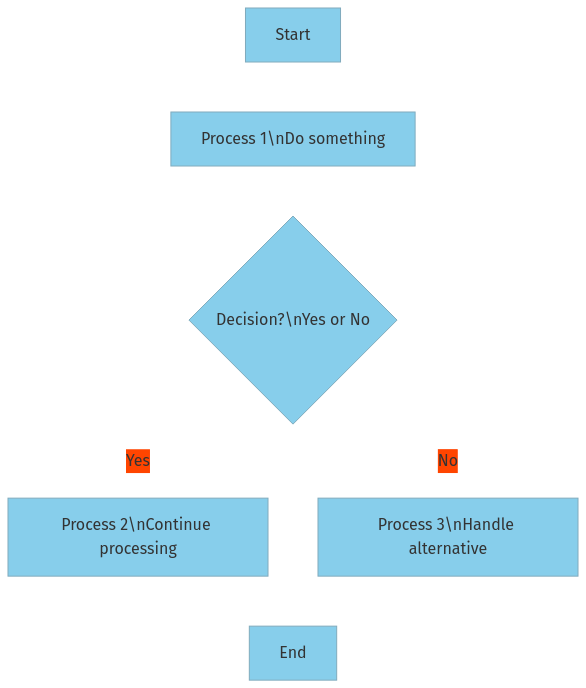 Start
Process 1\nDo something
Decision?\nYes or No
Yes
No
Process 2\nContinue
processing
Process 3\nHandle
alternative
End